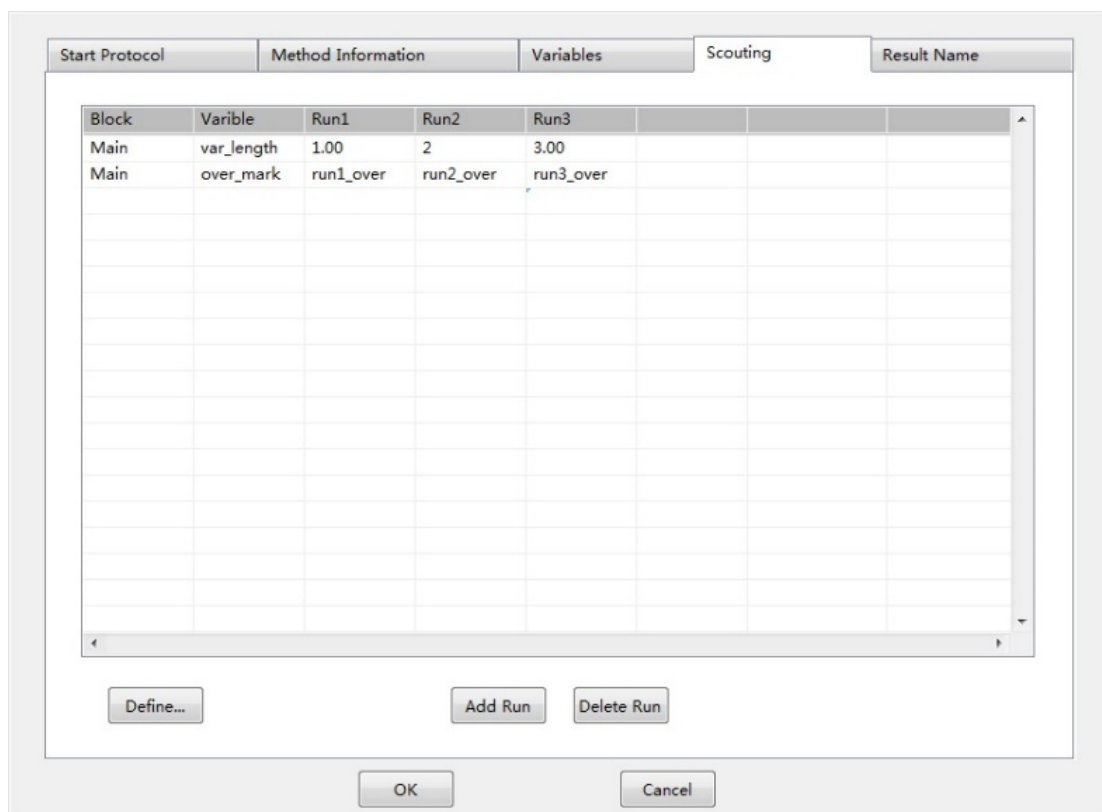 Start Protocol Method Information Variables Scouting Result Name
Block Varible Run1 Run2 Run3
Main var_length 1.00 2 3.00
Main over_mark run1_over run2_over run3_over
Define... Add Run Delete Run
OK Cancel